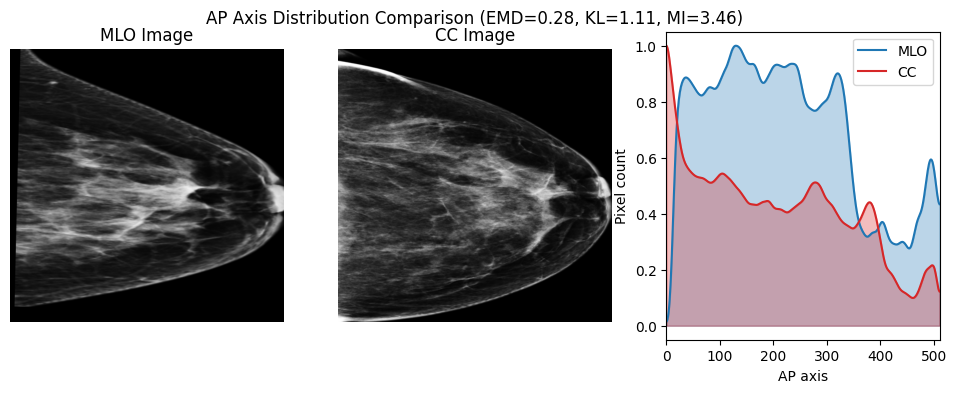 AP Axis Distribution Comparison (EMD=0.28, KL=1.11, MI=3.46)
MLO Image
CC Image
MLO
CC
Pixel count
1.0
0.8
0.6
0.4
0.2
0.0
0 100 200 300 400 500
AP axis